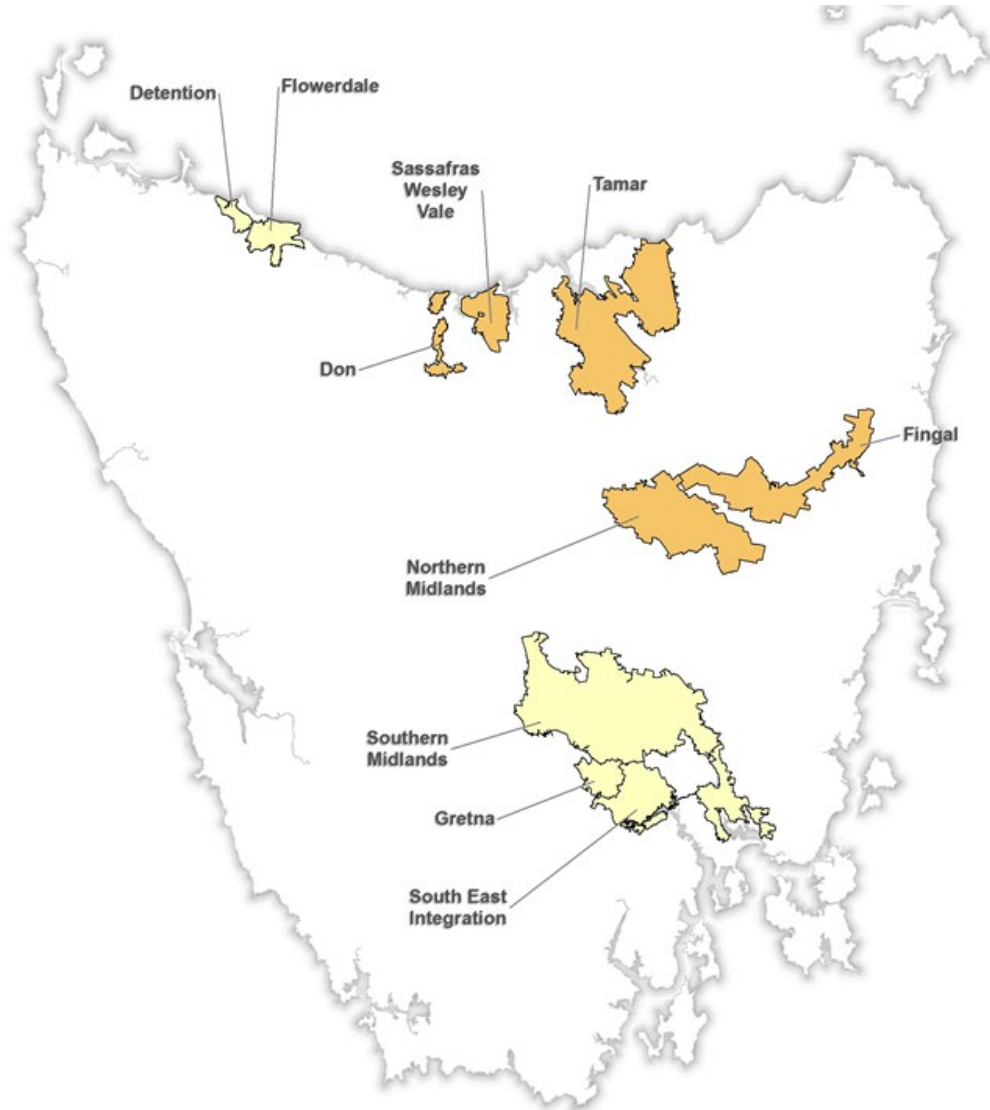 Detention
Flowerdale
Sassafras
Wesley
Vale
Tamar
Don
Fingal
Northern
Midlands
Southern
Midlands
Gretna
South East
Integration